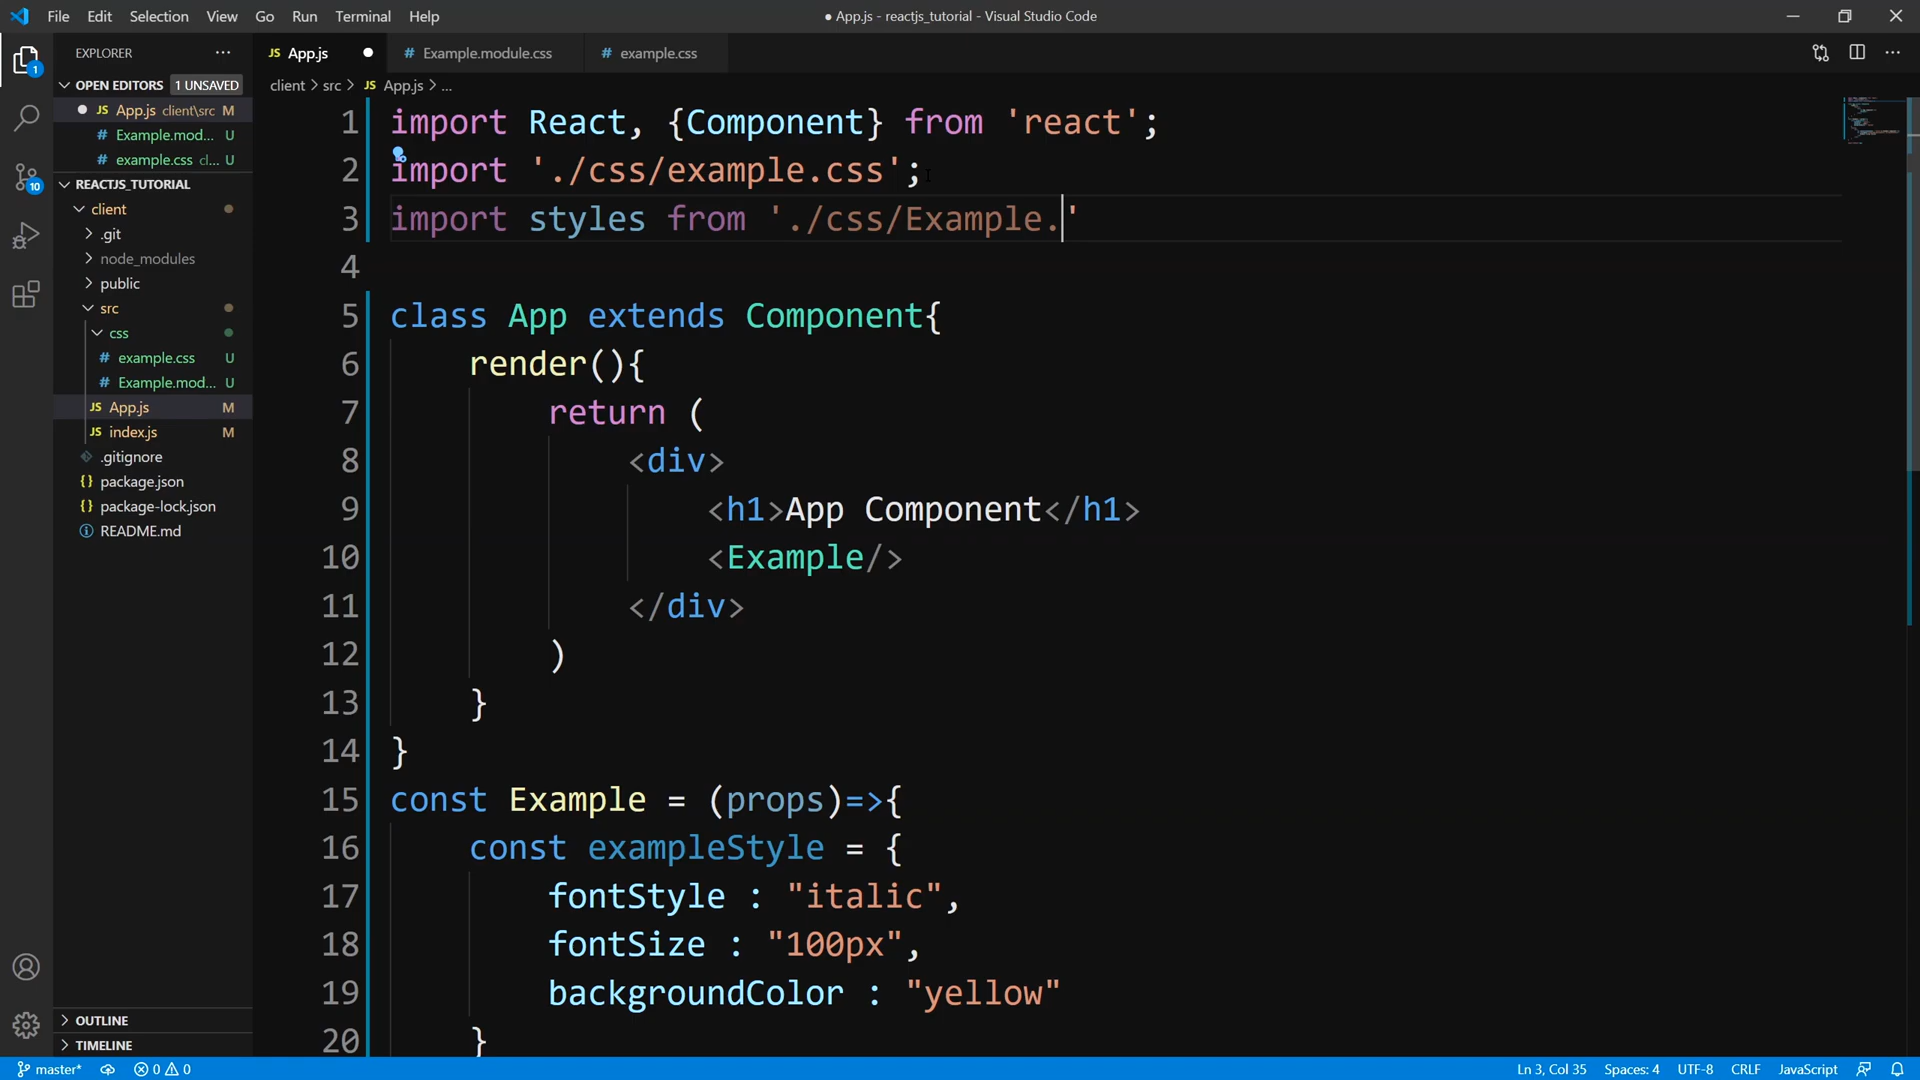 File Edit Selection View Go Run Terminal Help
● App.js - reactjs_tutorial - Visual Studio Code
EXPLORER ...
OPEN EDITORS 1 UNSAVED
● JS App.js client\src M
# Example.mod... U
# example.css cl... U
REACTJS_TUTORIAL
client
.git
node_modules
public
src
css
# example.css U
# Example.mod... U
JS App.js M
JS index.js M
.gitignore
{} package.json
{} package-lock.json
README.md
OUTLINE
TIMELINE
JS App.js ● # Example.module.css # example.css
client > src > JS App.js > ...
1 import React, {Component} from 'react';
2 import './css/example.css';
3 import styles from './css/Example.'
4
5 class App extends Component{
6 render(){
7 return (
8 <div>
9 <h1>App Component</h1>
10 <Example/>
11 </div>
12 )
13 }
14 }
15 const Example = (props)=>{
16 const exampleStyle = {
17 fontStyle : "italic",
18 fontSize : "100px",
19 backgroundColor : "yellow"
20 }
1
10
master* 0 0
Ln 3, Col 35 Spaces: 4 UTF-8 CRLF JavaScript